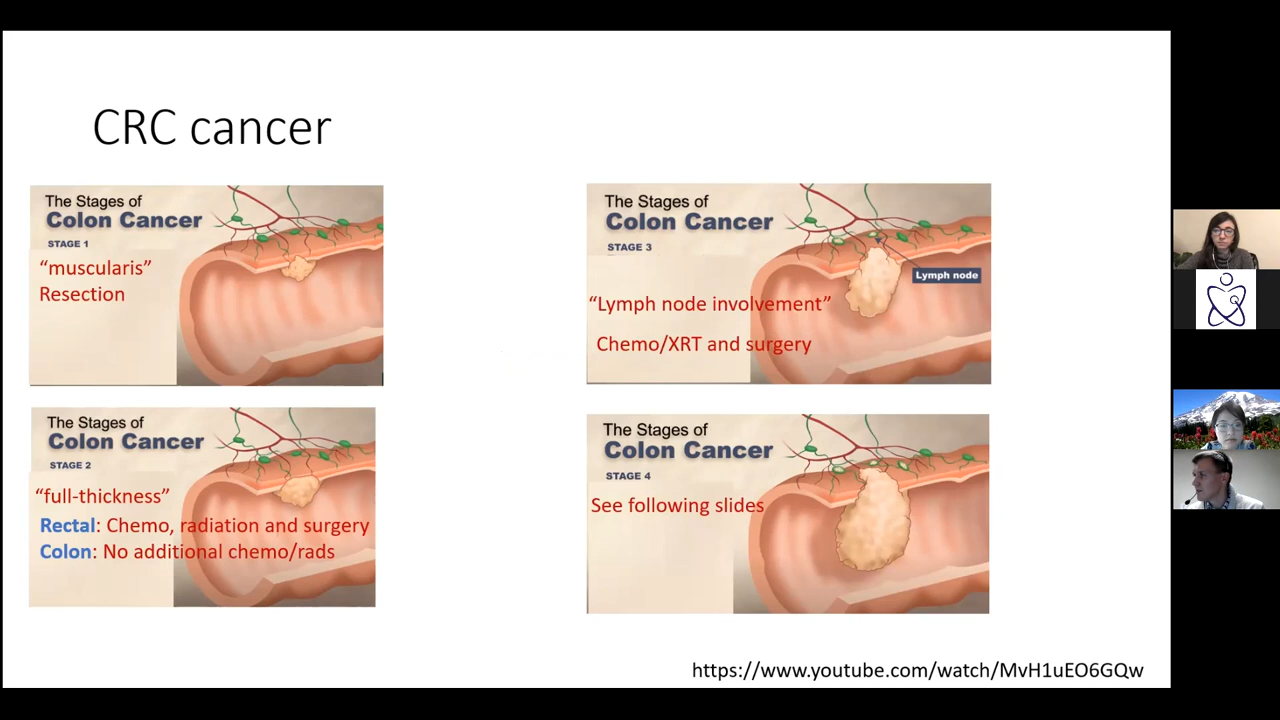 CRC cancer
The Stages of
Colon Cancer
STAGE 1
“muscularis”
Resection
The Stages of
Colon Cancer
STAGE 2
“full-thickness”
Rectal: Chemo, radiation and surgery
Colon: No additional chemo/rads
The Stages of
Colon Cancer
STAGE 3
Lymph node
“Lymph node involvement”
Chemo/XRT and surgery
The Stages of
Colon Cancer
STAGE 4
See following slides
https://www.youtube.com/watch/MvH1uEO6GQw